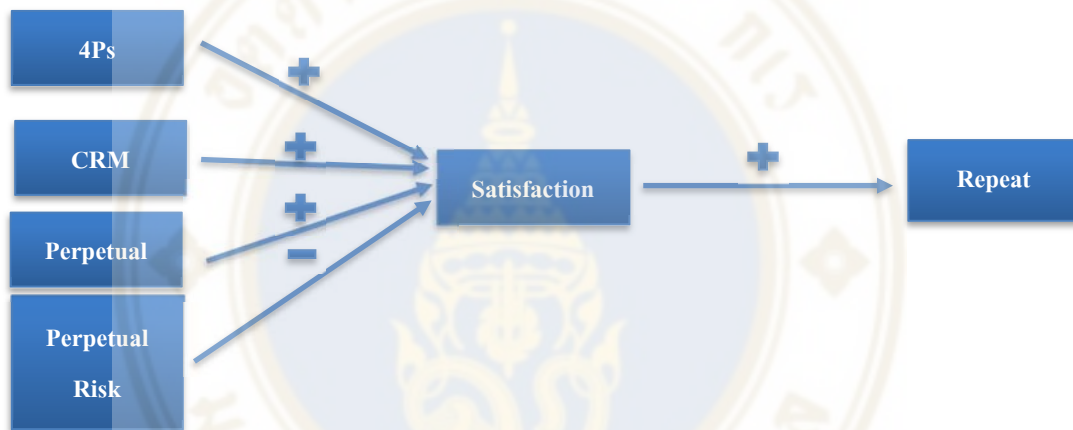 4Ps
CRM
Satisfaction
Repeat
Perpetual
Perpetual
Risk